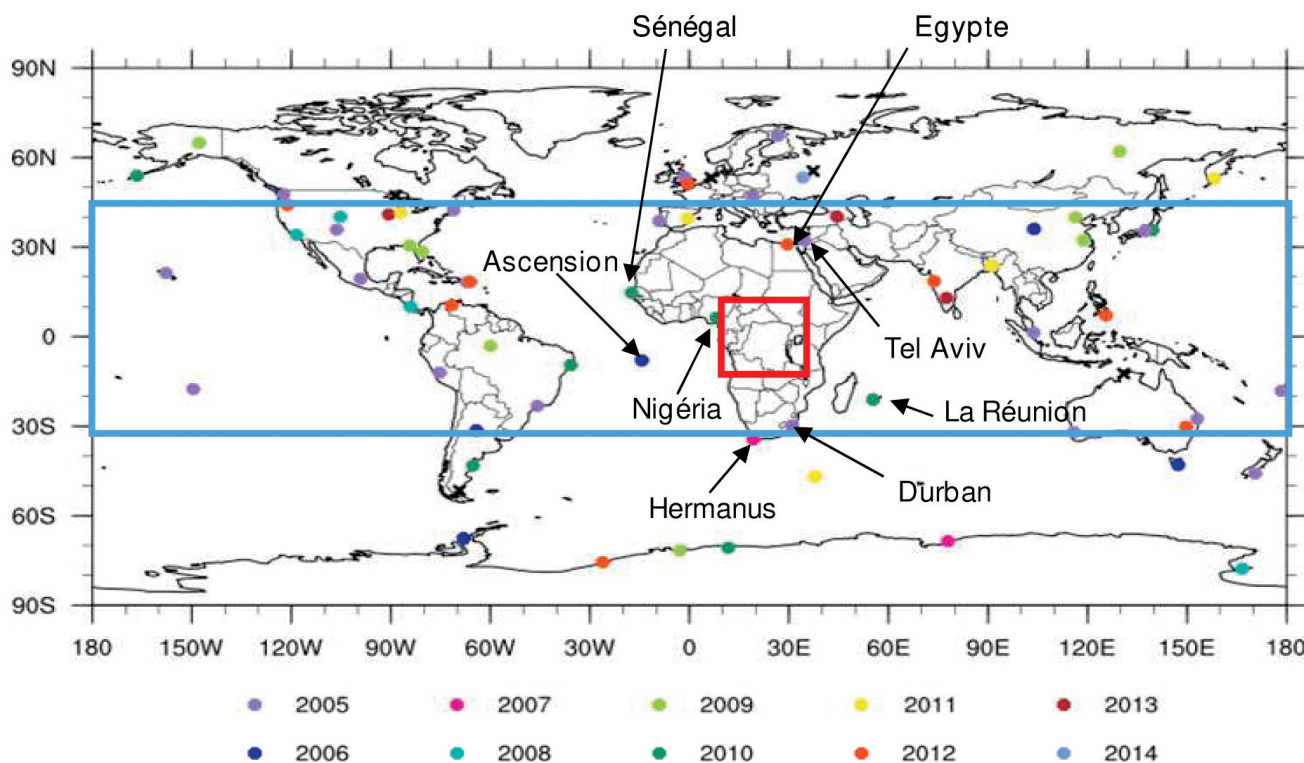 Sénégal
Egypte
90N
60N
30N
0
30S
60S
90S
Ascension
Nigéria
Tel Aviv
La Réunion
Durban
Hermanus
180 150W 120W 90W 60W 30W 0 30E 60E 90E 120E 150E 180
2005 2007 2009 2011 2013
2006 2008 2010 2012 2014